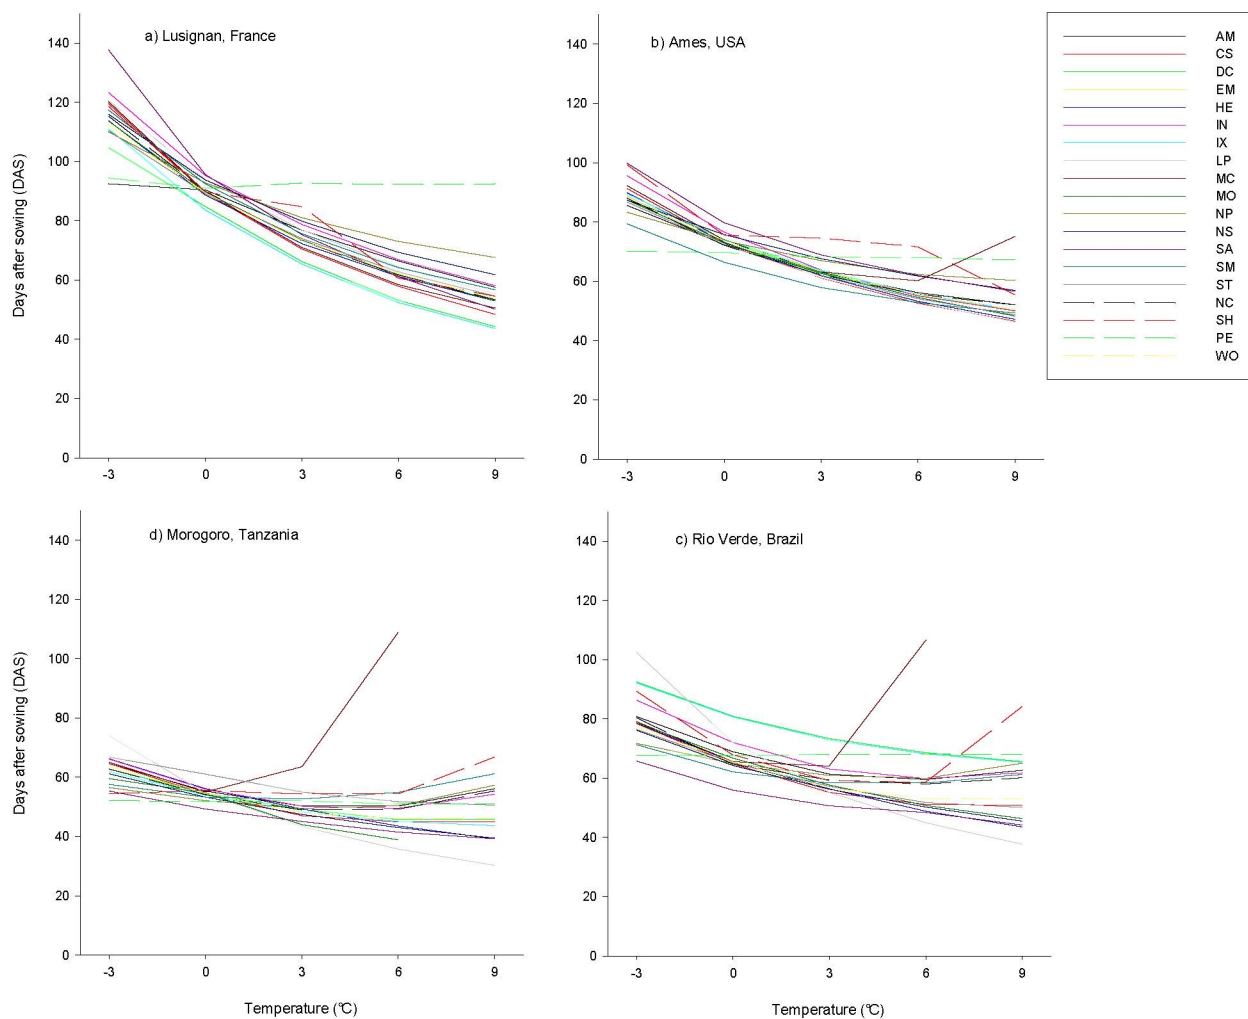 a) Lusignan, France
140
120
100
80
60
40
20
0
-3 0 3 6 9
Days after sowing (DAS)
b) Ames, USA
140
120
100
80
60
40
20
0
-3 0 3 6 9
AM
CS
DC
EM
HE
IN
IX
LP
MC
MO
NP
NS
SA
SM
ST
NC
SH
PE
WO
d) Morogoro, Tanzania
140
120
100
80
60
40
20
0
-3 0 3 6 9
Days after sowing (DAS)
Temperature (°C)
c) Rio Verde, Brazil
140
120
100
80
60
40
20
0
-3 0 3 6 9
Temperature (°C)